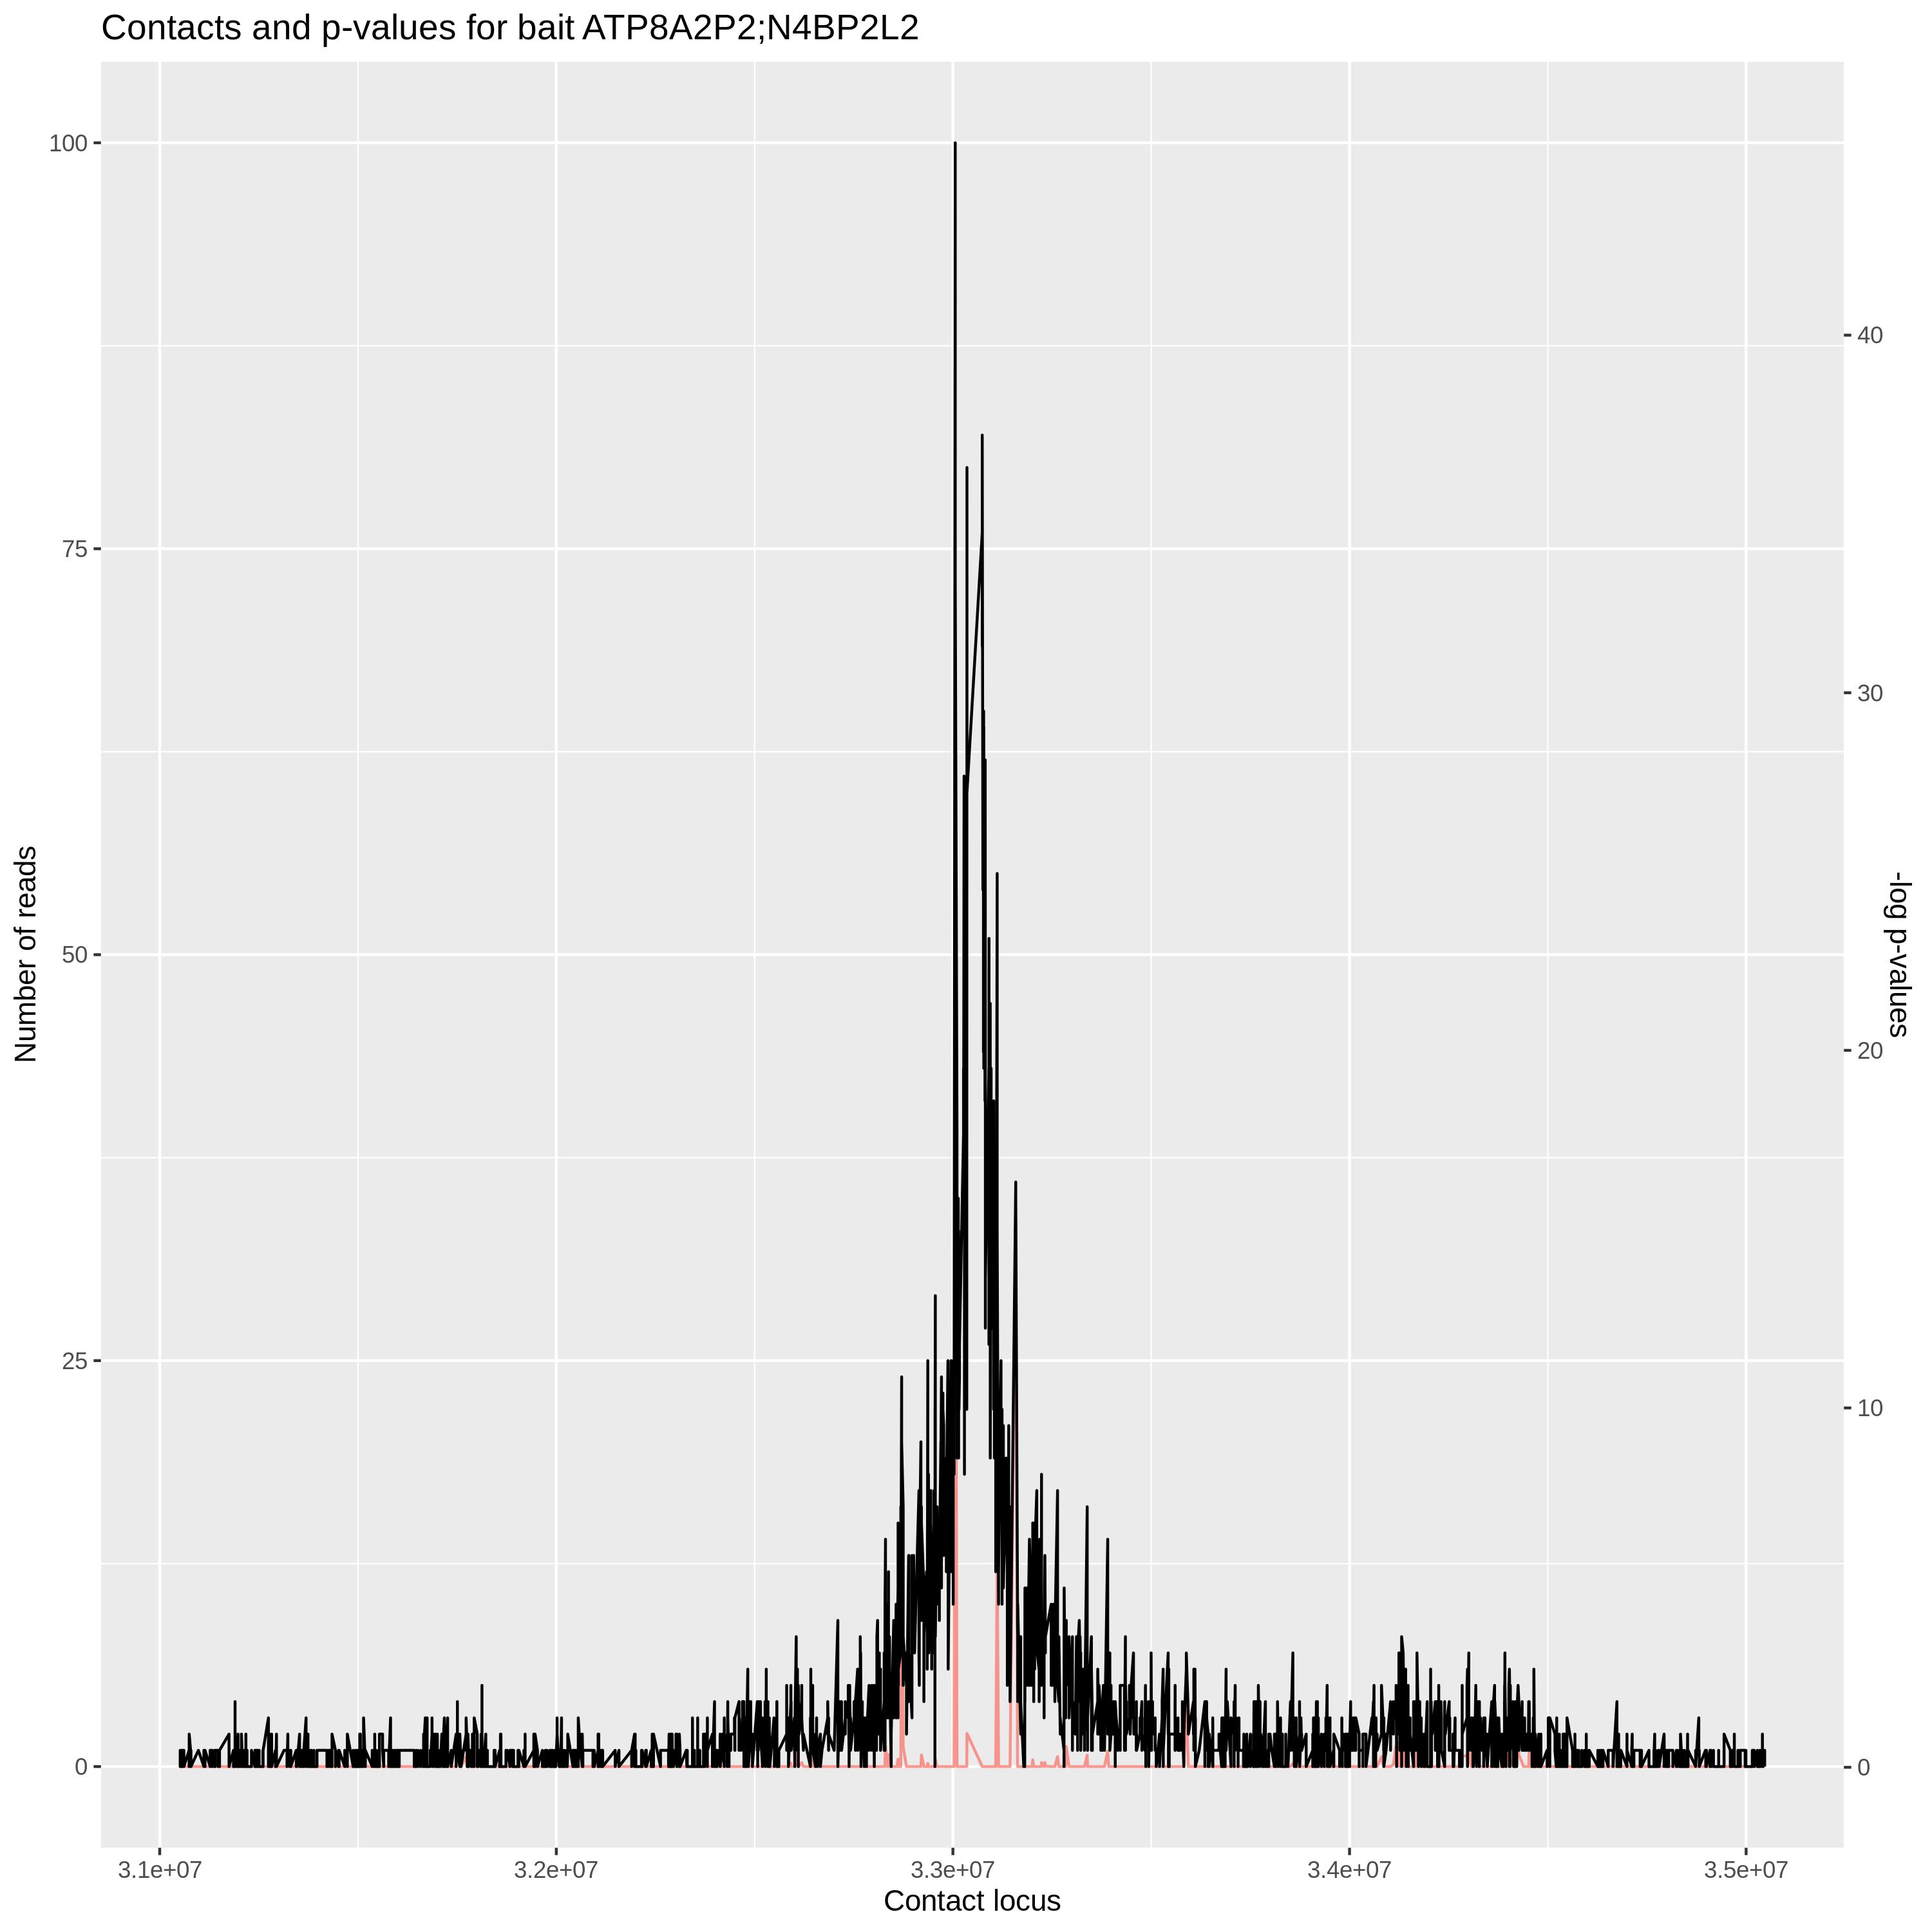 Contacts and p-values for bait ATP8A2P2;N4BP2L2
100
75
50
25
0
Number of reads
40
30
20
10
0
-log p-values
3.1e+07 3.2e+07 3.3e+07 3.4e+07 3.5e+07
Contact locus